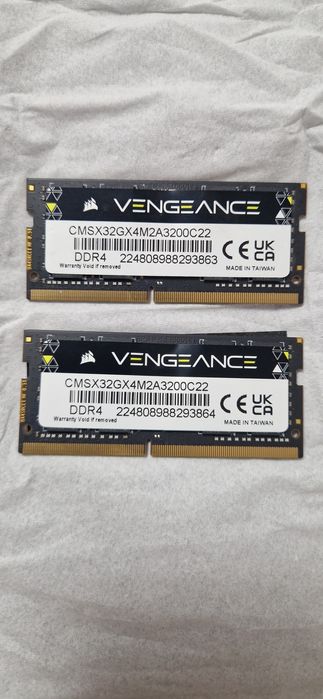 VENGEANCE
CMSX32GX4M2A3200C22
DDR4 224808988293863
Warranty Void if removed
CE UK CA
MADE IN TAIWAN
VENGEANCE
CMSX32GX4M2A3200C22
DDR4 224808988293864
Warranty Void if removed
CE UK CA
MADE IN TAIWAN